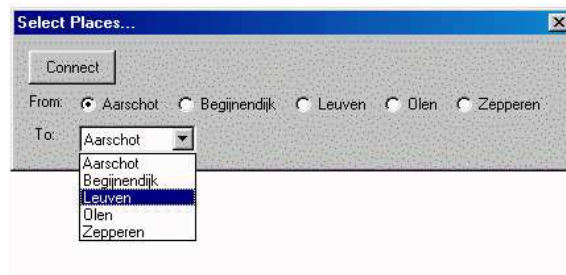 Select Places...
Connect
From: Aarschot Begijnendijk Leuven Olen Zepperen
To: Aarschot
Aarschot
Begijnendijk
Leuven
Olen
Zepperen